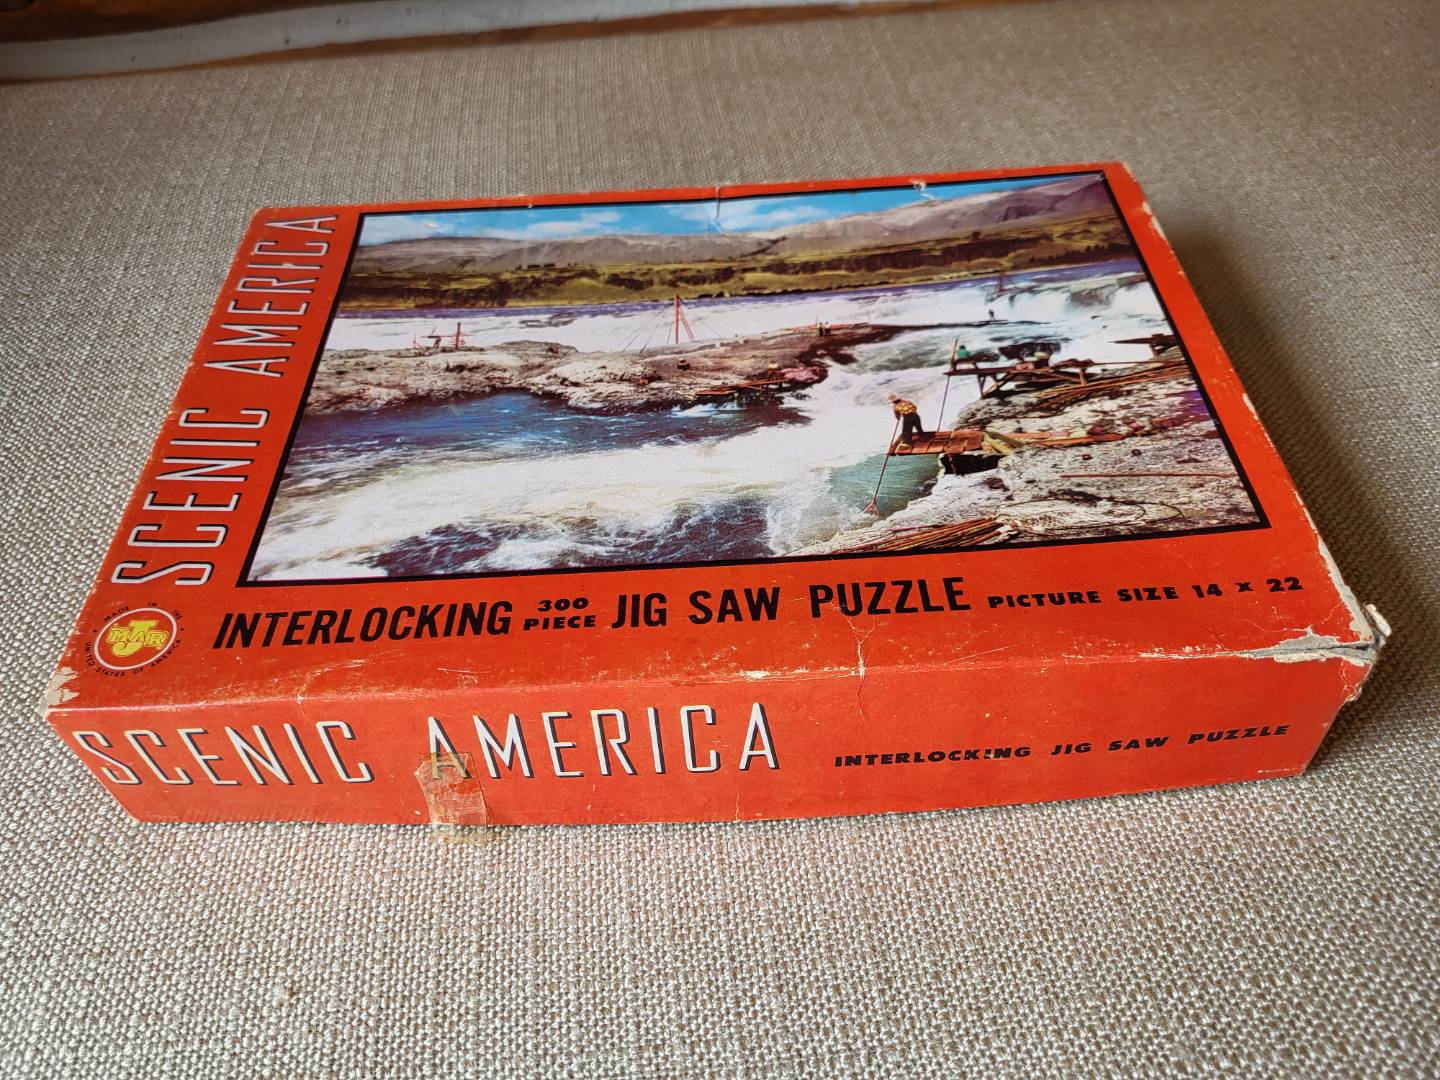 SCENIC AMERICA
INTERLOCKING 300 PIECE JIG SAW PUZZLE PICTURE SIZE 14 X 22
MADE IN THE UNITED STATES OF AMERICA
J MAR
SCENIC AMERICA INTERLOCKING JIG SAW PUZZLE